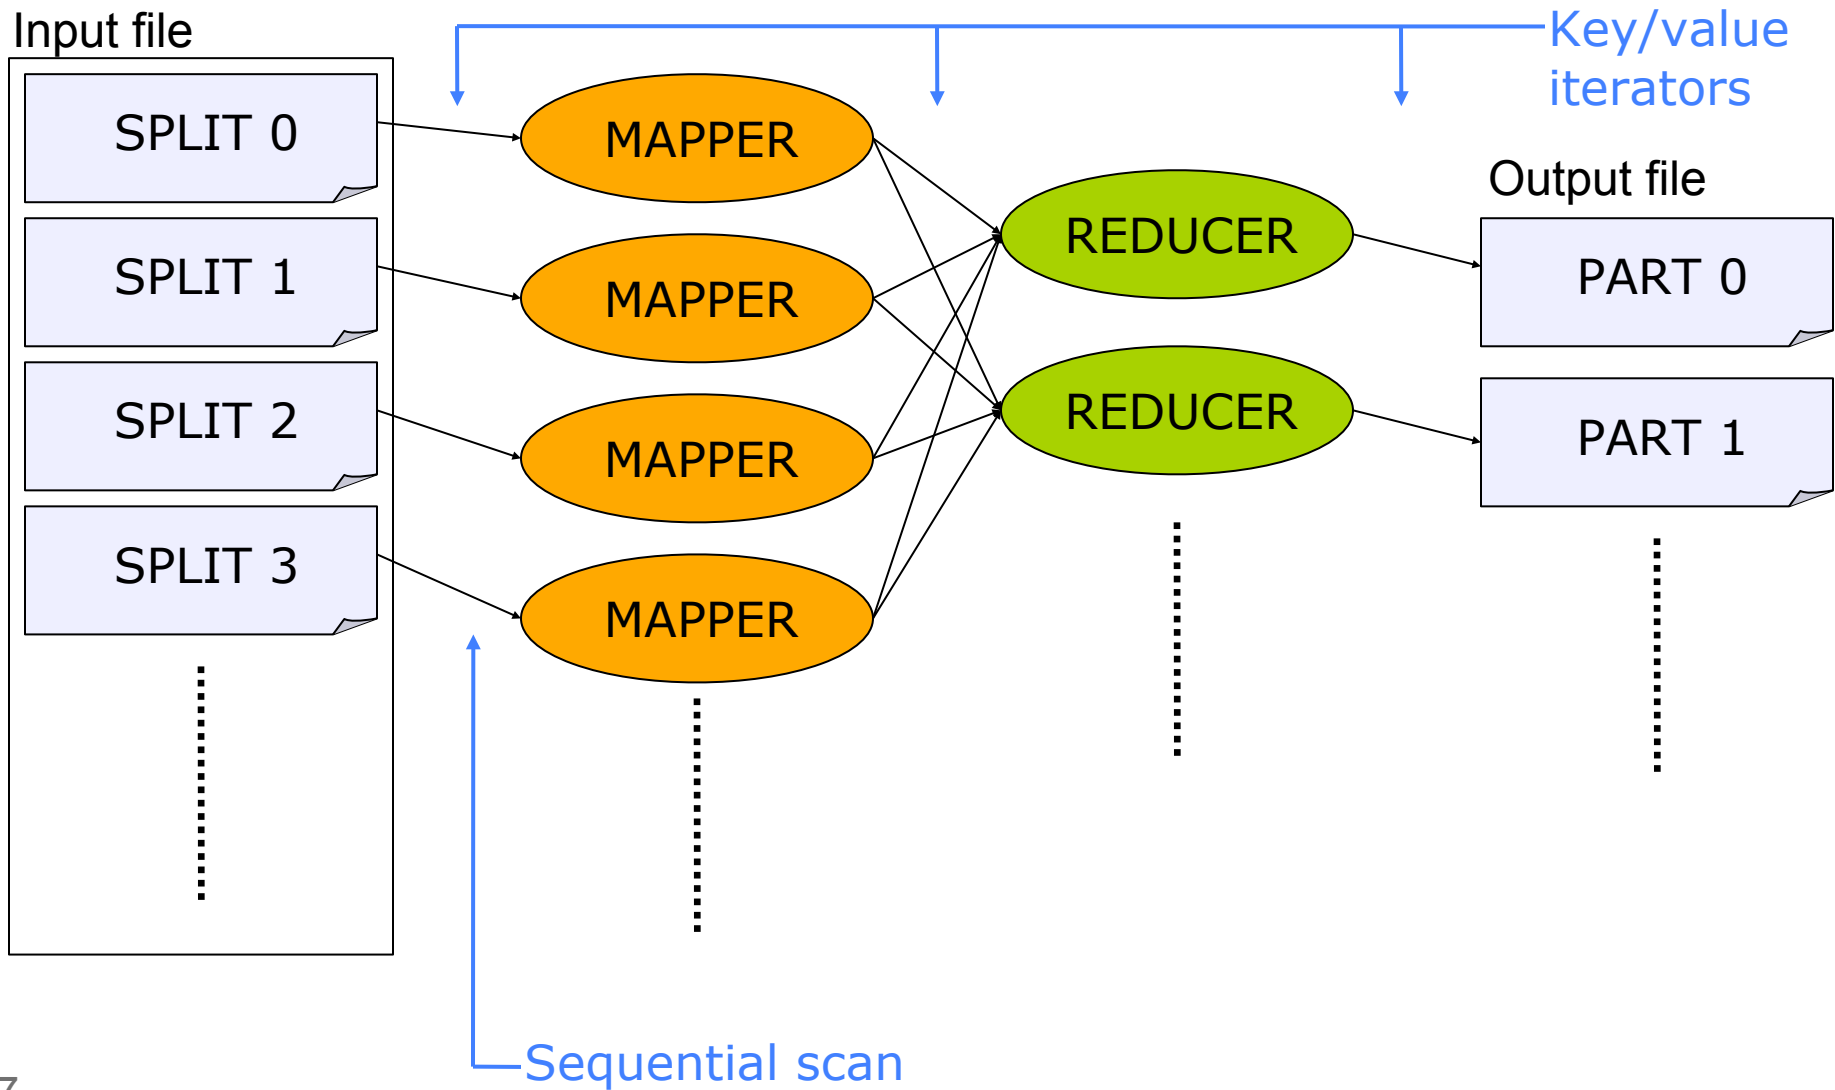 Input file
Key/value
iterators
SPLIT 0
MAPPER
Output file
SPLIT 1
MAPPER
REDUCER
PART 0
SPLIT 2
MAPPER
REDUCER
PART 1
SPLIT 3
MAPPER
Sequential scan
7